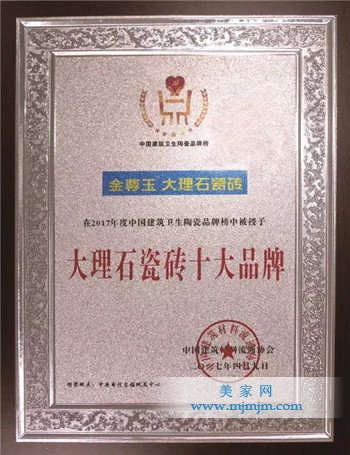 中国建筑卫生陶瓷品牌榜
金尊玉 大理石瓷砖
在2017年度中国建筑卫生陶瓷品牌榜中被授予
大理石瓷砖十大品牌
中国建筑材料流通协会
二〇一七年四月九日
美家网
www.mjmjm.com